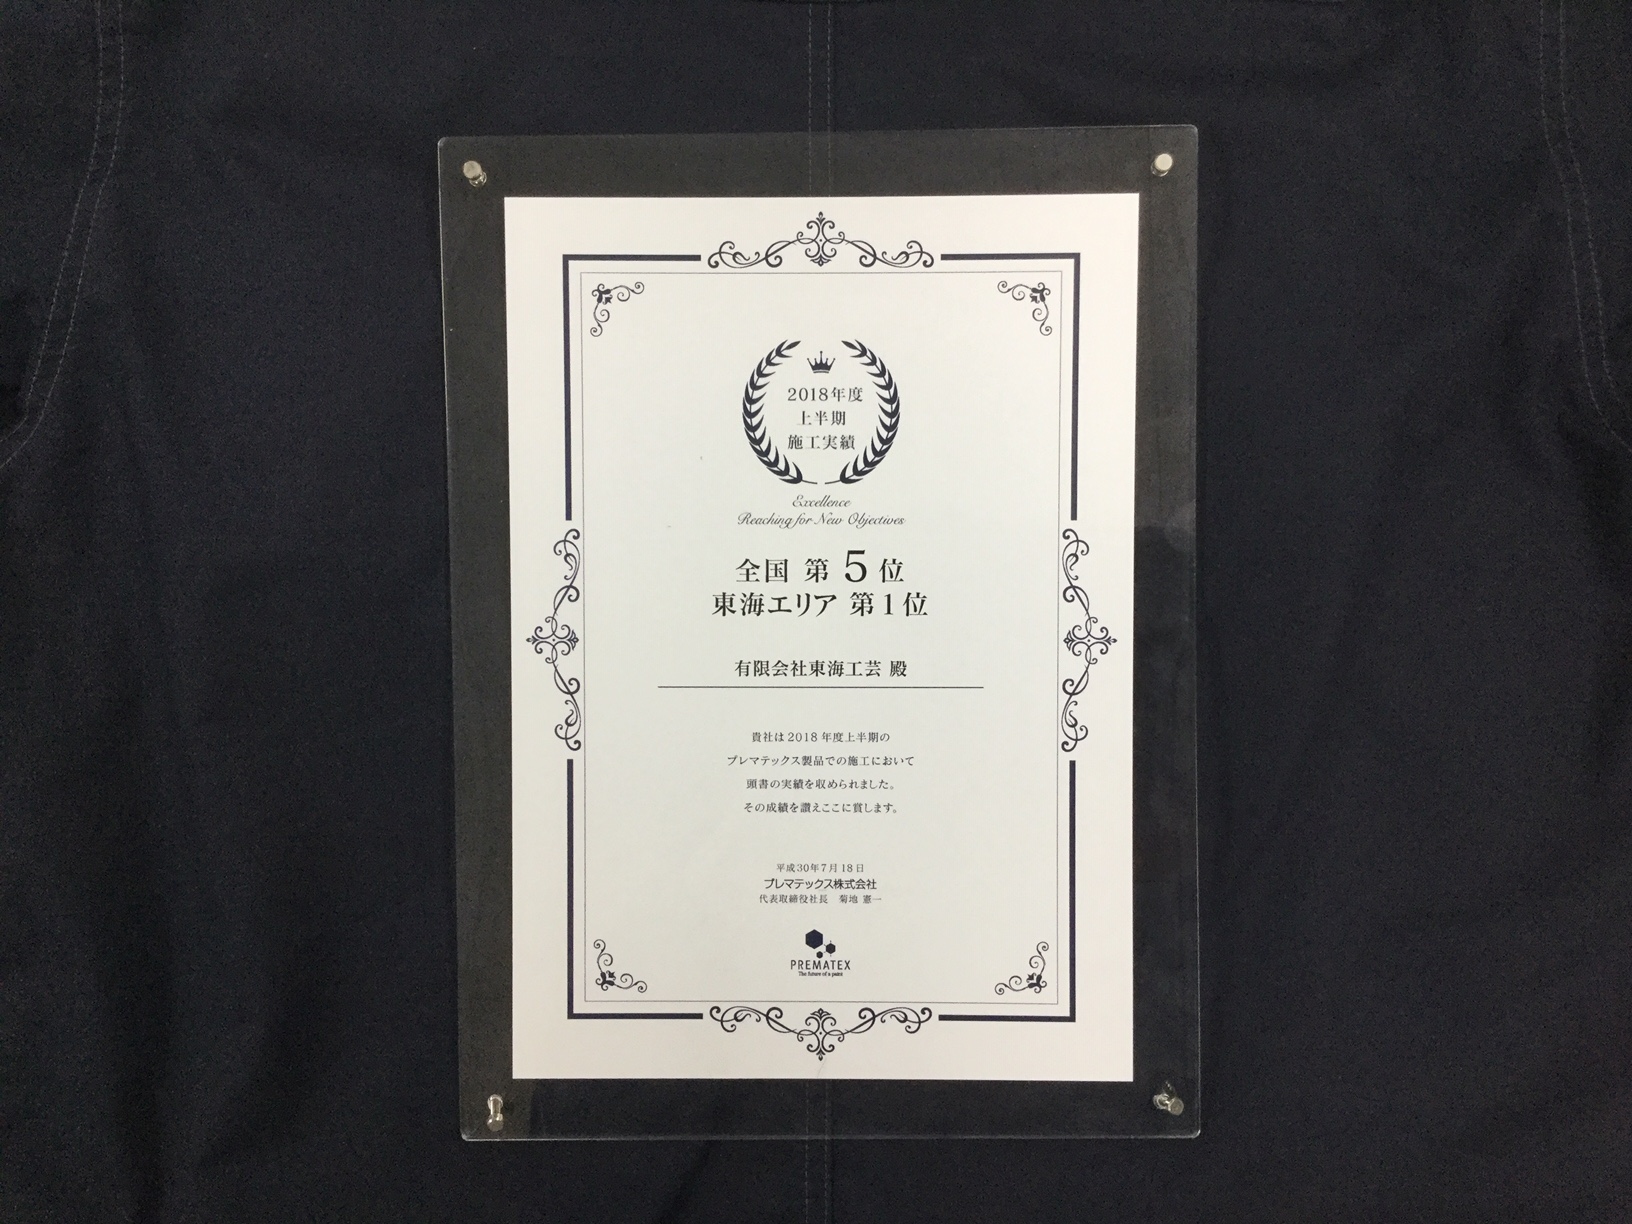 2018年度
上半期
施工実績
Excellence
Reaching for New Objectives
全国 第 5 位
東海エリア 第1位
有限会社東海工芸 殿
貴社は2018 年度上半期の
プレマテックス製品での施工において
頭書の実績を収められました。
その成績を讃えここに賞します。
平成30年7月18日
プレマテックス株式会社
代表取締役社長 菊地 憲一
PREMATEX
The future of a paint